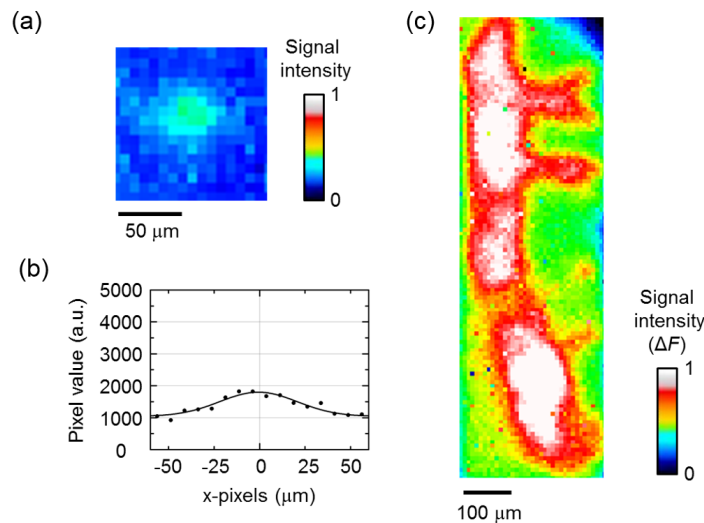 (a)
Signal
intensity
1
0
50 μm
(b)
5000
4000
3000
2000
1000
0
Pixel value (a.u.)
-50 -25 0 25 50
x-pixels (μm)
(c)
Signal
intensity
(ΔF)
1
0
100 μm